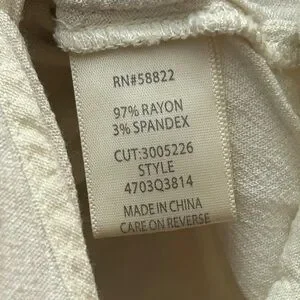 RN#58822
97% RAYON
3% SPANDEX
CUT:3005226
STYLE
4703Q3814
MADE IN CHINA
CARE ON REVERSE